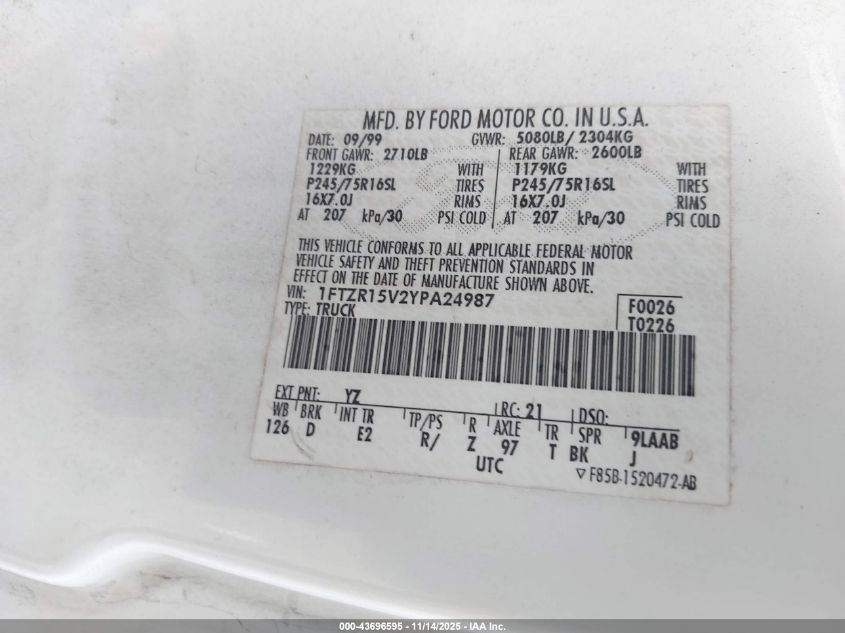 MFD. BY FORD MOTOR CO. IN U.S.A.
DATE: 09/99 GVWR: 5080LB/ 2304KG
FRONT GAWR: 2710LB REAR GAWR: 2600LB
1229KG WITH 1179KG WITH
P245/75R16SL TIRES P245/75R16SL TIRES
16X7.0J RIMS 16X7.0J RIMS
AT 207 kPa/30 PSI COLD AT 207 kPa/30 PSI COLD
THIS VEHICLE CONFORMS TO ALL APPLICABLE FEDERAL MOTOR
VEHICLE SAFETY AND THEFT PREVENTION STANDARDS IN
EFFECT ON THE DATE OF MANUFACTURE SHOWN ABOVE.
VIN: 1FTZR15V2YPA24987 F0026
TYPE: TRUCK T0226
EXT PNT: YZ RC: 21 DSO:
WB BRK INT TR TP/PS R AXLE TR SPR 9LAAB
126 D E2 R/ Z 97 T BK J
UTC ▽ F85B-1520472-AB
000-43696595 - 11/14/2025 - IAA Inc.